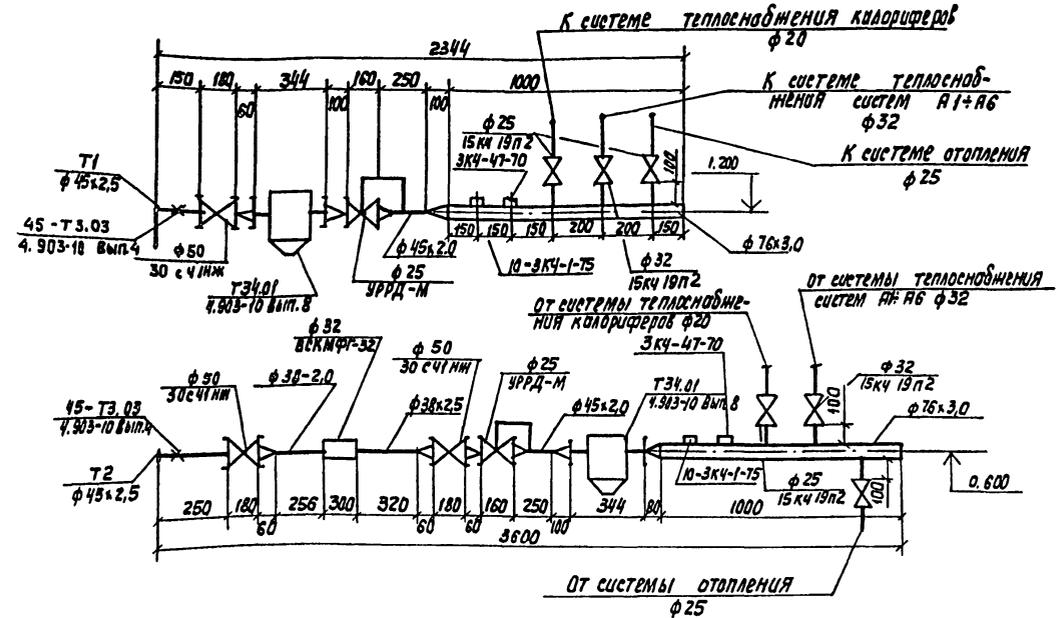 К системе теплоснабжения калориферов
ф20
2344
150 180 344 160 250 1000
60 100 100
К системе теплоснаб-
жения систем А1÷А6
ф32
К системе отопления
ф25
1.200
100
ф25
15кч 19п2
3К4-47-70
Т1
ф45х2,5
45-Т3.03
4.903-10 Вып.4
ф50
30с41нж
Т34.01
4.903-10 Вып.8
ф25
УРРД-М
ф45х2.0
150 150 200 200 150
10-3К4-1-75
ф32
15кч 19п2
ф76х3,0
От системы теплоснабжения
систем А1÷А6 ф32
От системы теплоснабже-
ния калориферов ф20
3К4-47-70
ф32
ВСКМФГ-32
ф50
30с41нж
ф25
УРРД-М
Т34.01
4.903-10 Вып.8
ф32
15кч 19п2
100
ф76х3,0
ф50
30с41нж
ф38-2,0
ф38х2,5
ф45х2,0
45-Т3.03
4.903-10 Вып.4
Т2
ф45х2,5
10-3К4-1-75
ф25
15кч 19п2
100
0.600
250 180 256 300 320 180 160 250 344 80 1000
60 60 60 100
3600
От системы отопления
ф25